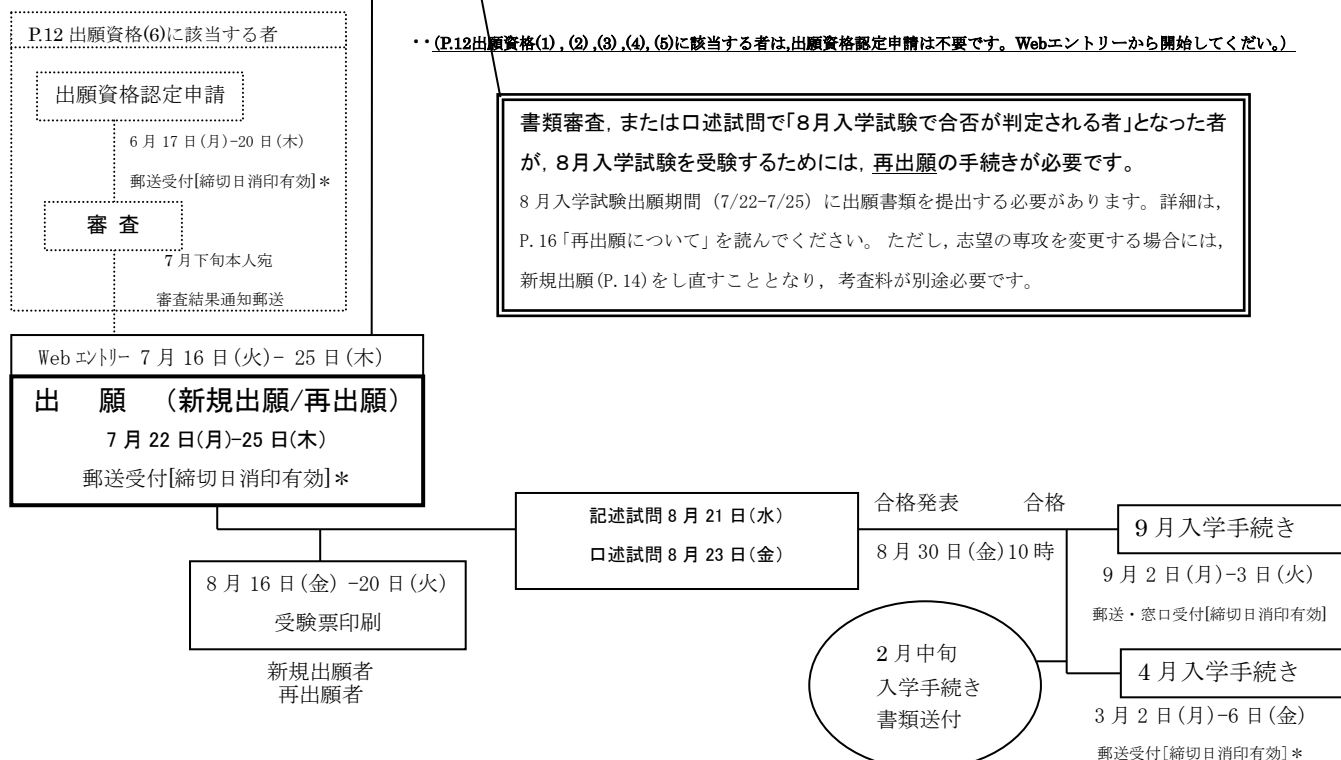 P.12 出願資格(6)に該当する者
・・(P.12出願資格(1) , (2) ,(3) ,(4), (5)に該当する者は,出願資格認定申請は不要です。Webエントリーから開始してくだい。)
出願資格認定申請
6 月 17 日(月)-20 日(木)
郵送受付[締切日消印有効]＊
審 査
7 月下旬本人宛
審査結果通知郵送
書類審査，または口述試問で「８月入学試験で合否が判定される者」となった者
が，８月入学試験を受験するためには，再出願の手続きが必要です。
8 月入学試験出願期間 (7/22-7/25) に出願書類を提出する必要があります。詳細は，
P. 16「再出願について」を読んでください。 ただし，志望の専攻を変更する場合には，
新規出願(P. 14)をし直すこととなり，考査料が別途必要です。
Web エントリー 7 月 16 日(火)- 25 日(木)
出 願 （新規出願/再出願）
7 月 22 日(月)-25 日(木)
郵送受付[締切日消印有効]＊
8 月 16 日(金) -20 日(火)
受験票印刷
新規出願者
再出願者
記述試問 8 月 21 日(水)
口述試問 8 月 23 日(金)
合格発表 合格
8 月 30 日(金)10 時
9 月入学手続き
9 月 2 日(月)-3 日(火)
郵送・窓口受付[締切日消印有効]
2 月中旬
入学手続き
書類送付
4 月入学手続き
3 月 2 日(月)-6 日(金)
郵送受付[締切日消印有効]＊